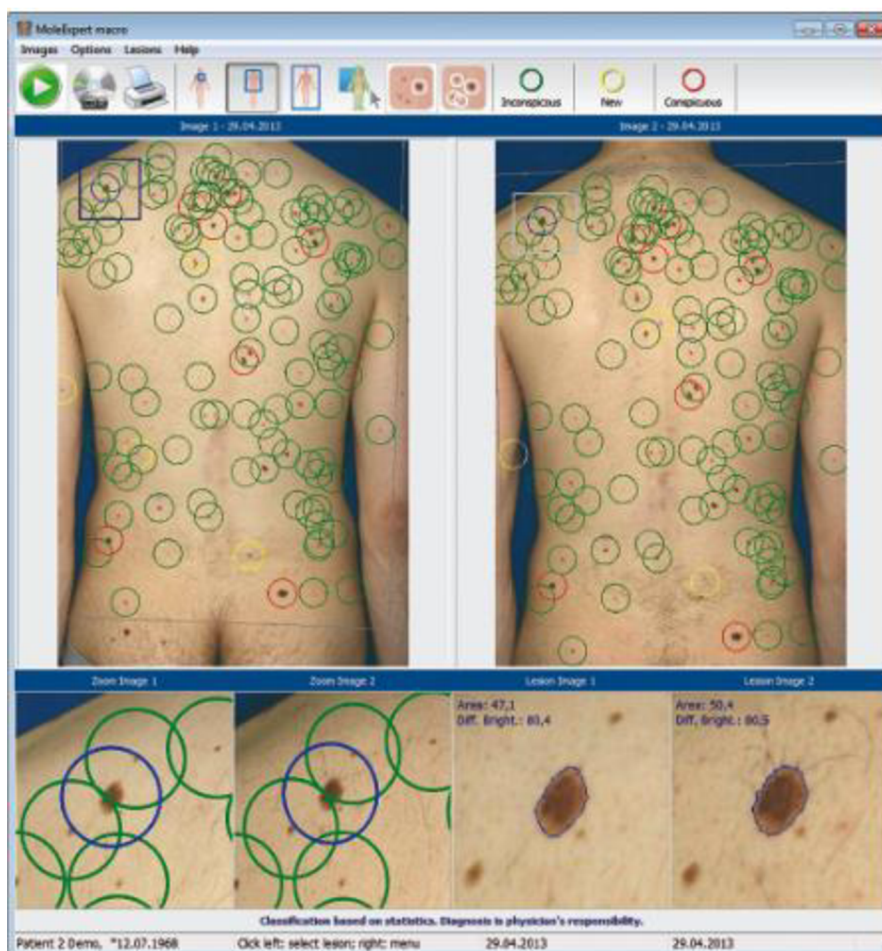 MoleExpert macro
Images Options Lesions Help
Inconspicous New Conspicuous
Image 1 - 29.04.2013 Image 2 - 29.04.2013
Zoom Image 1 Zoom Image 2 Lesion Image 1 Lesion Image 2
Area: 47,1 Area: 50,4
Diff. Bright.: 80,4 Diff. Bright.: 80,5
Classification based on statistics. Diagnosis is physician's responsibility.
Patient 2 Demo, *12.07.1968 Click left: select lesion; right: menu 29.04.2013 29.04.2013